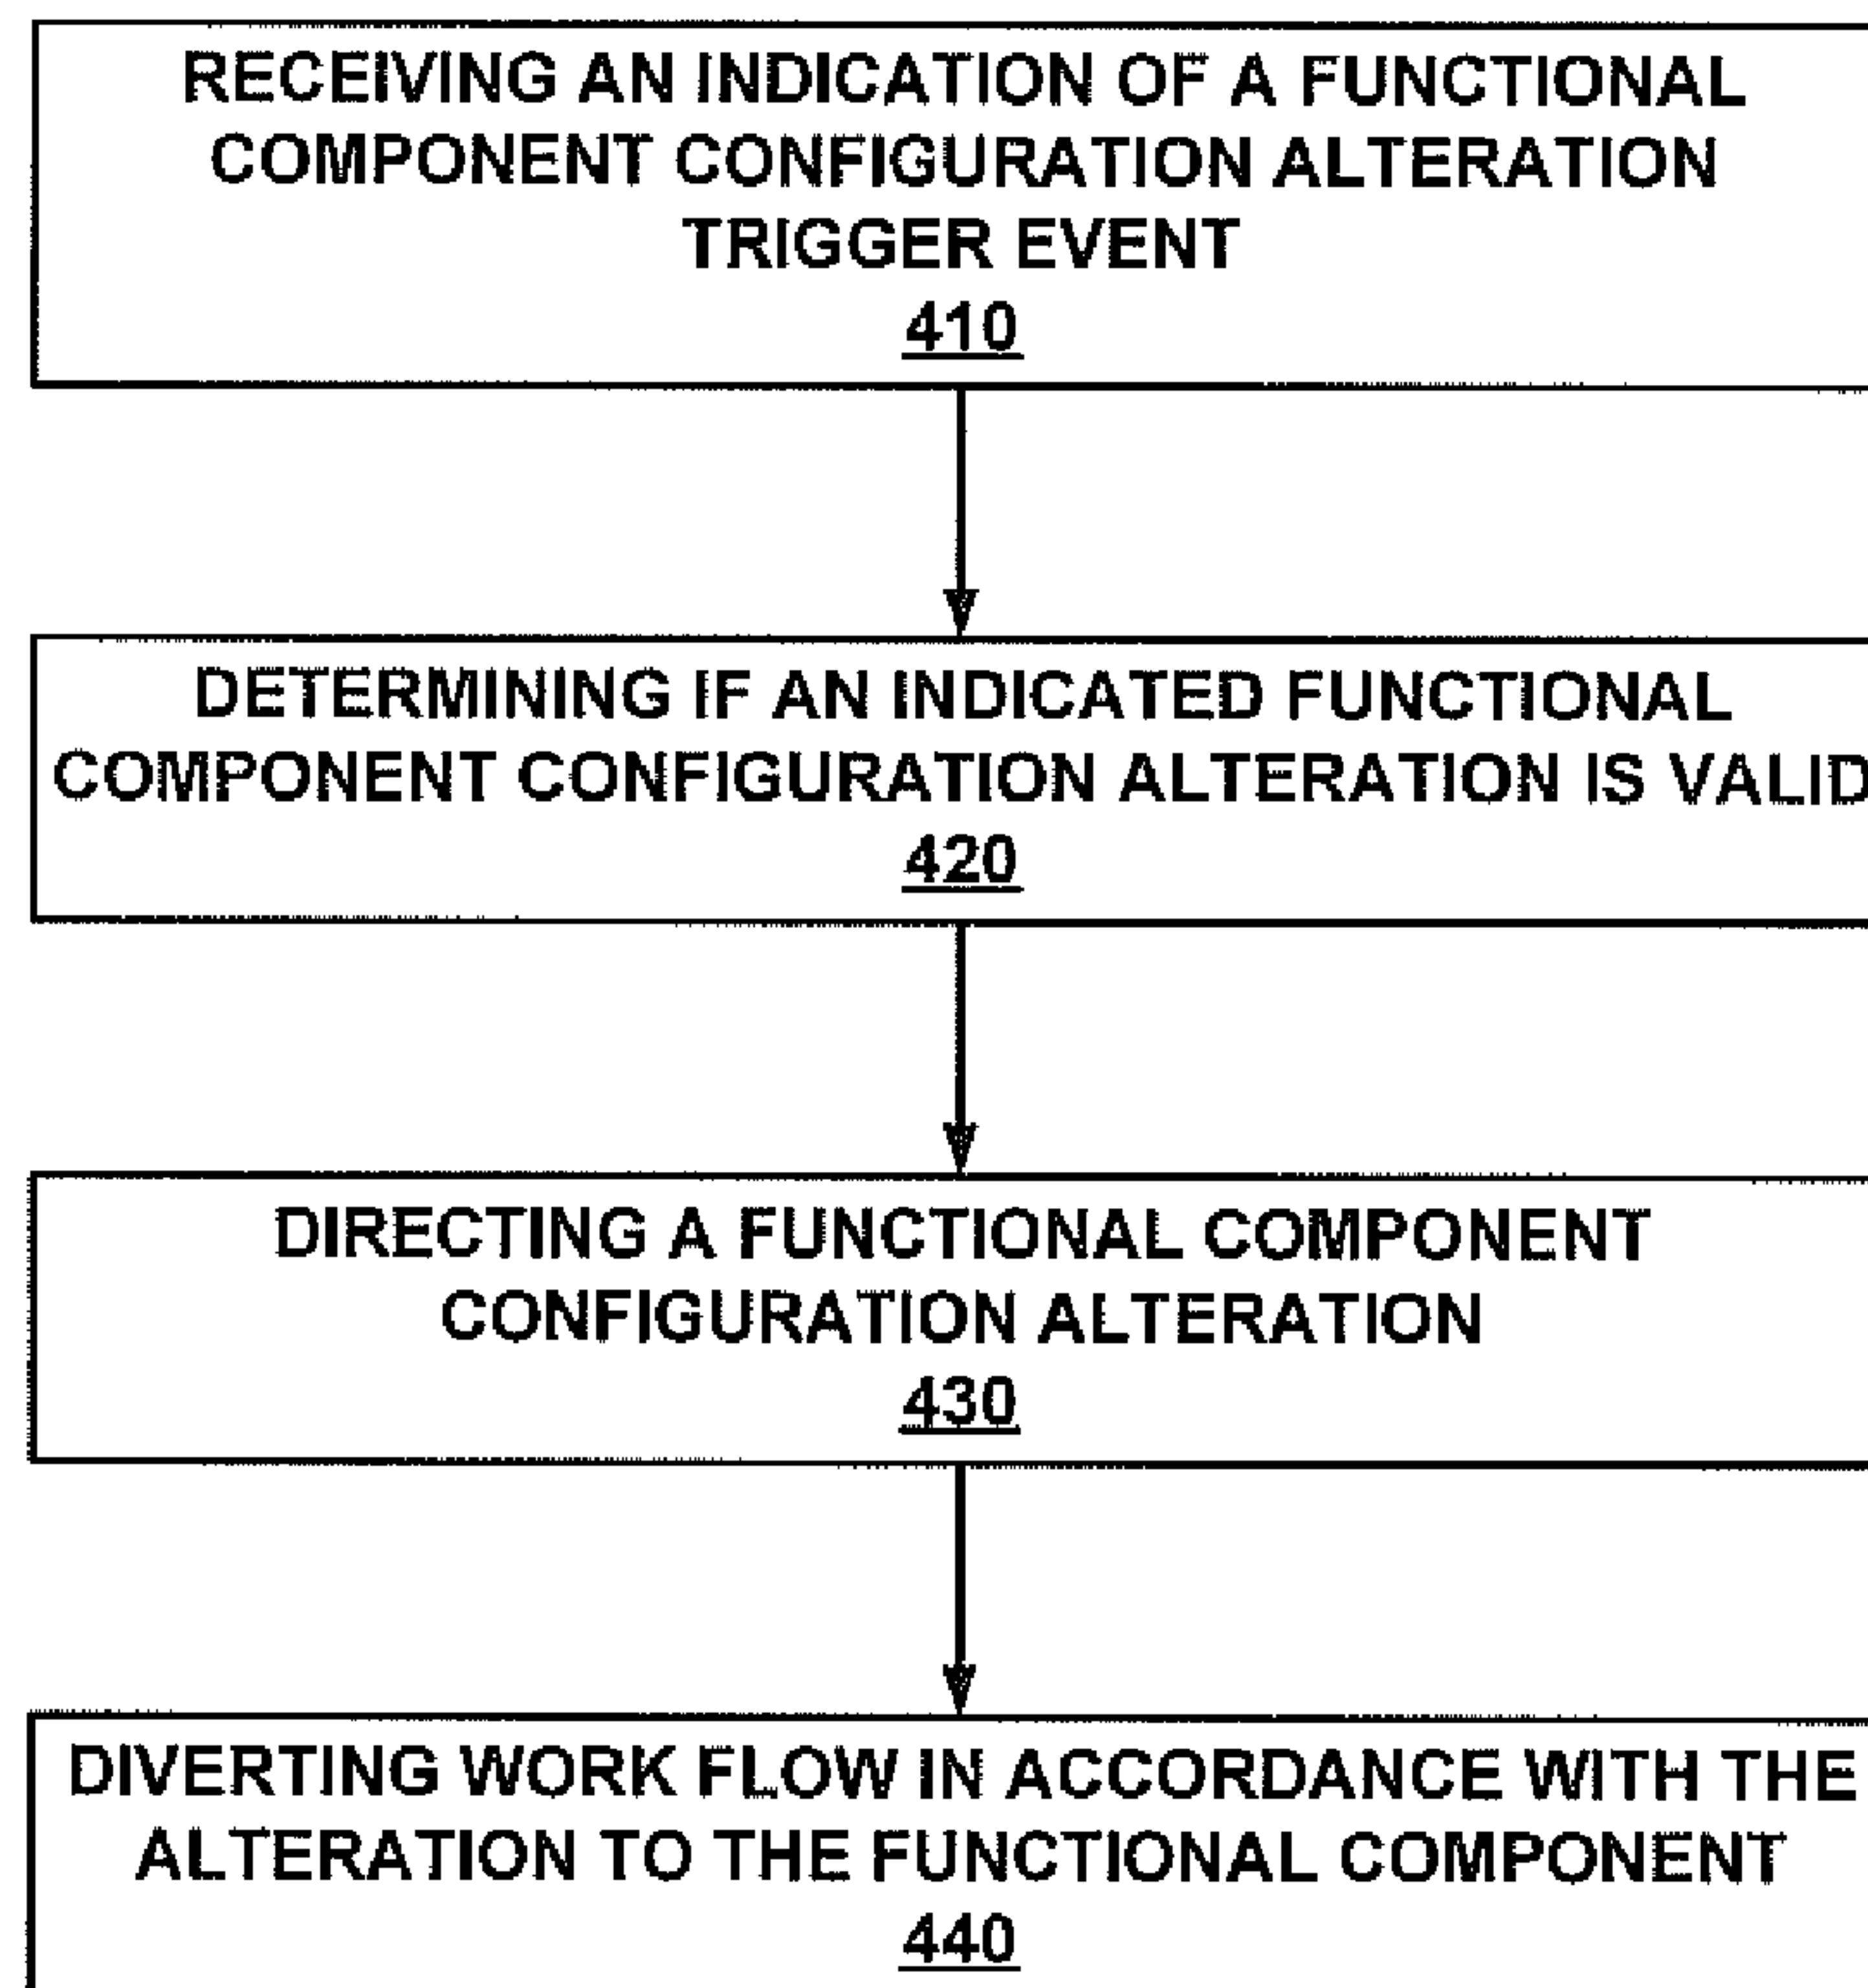 RECEIVING AN INDICATION OF A FUNCTIONAL
COMPONENT CONFIGURATION ALTERATION
TRIGGER EVENT
410
DETERMINING IF AN INDICATED FUNCTIONAL
COMPONENT CONFIGURATION ALTERATION IS VALID
420
DIRECTING A FUNCTIONAL COMPONENT
CONFIGURATION ALTERATION
430
DIVERTING WORK FLOW IN ACCORDANCE WITH THE
ALTERATION TO THE FUNCTIONAL COMPONENT
440